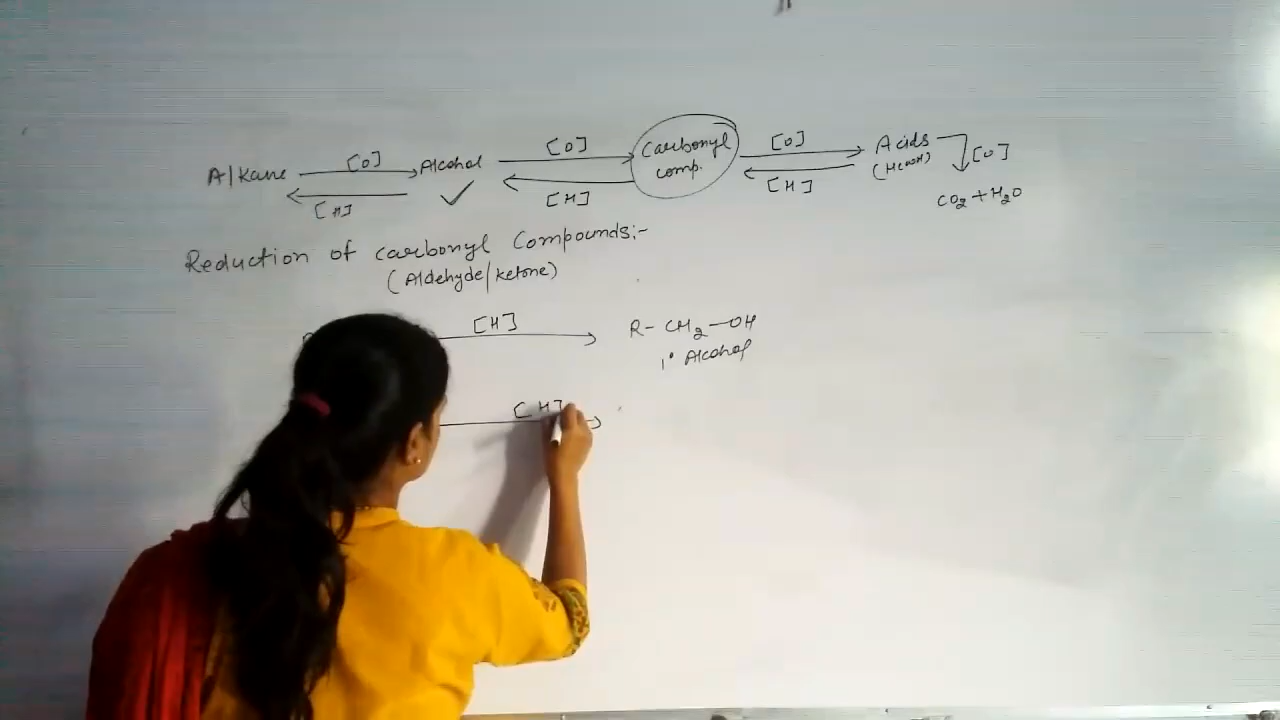 Alkane [O] Alcohol [O] Carbonyl comp. [O] Acids (HCOOH) [O]
[H] [H] [H] CO2 + H2O
Reduction of carbonyl Compounds:-
(Aldehyde/ketone)
[H] R- CH2-OH
1° Alcohol
[H]